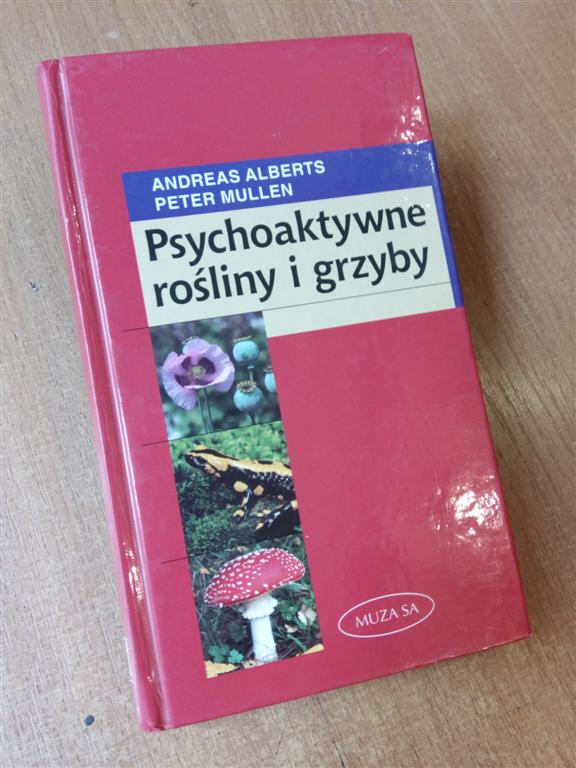 ANDREAS ALBERTS
PETER MULLEN
Psychoaktywne
rośliny i grzyby
MUZA SA